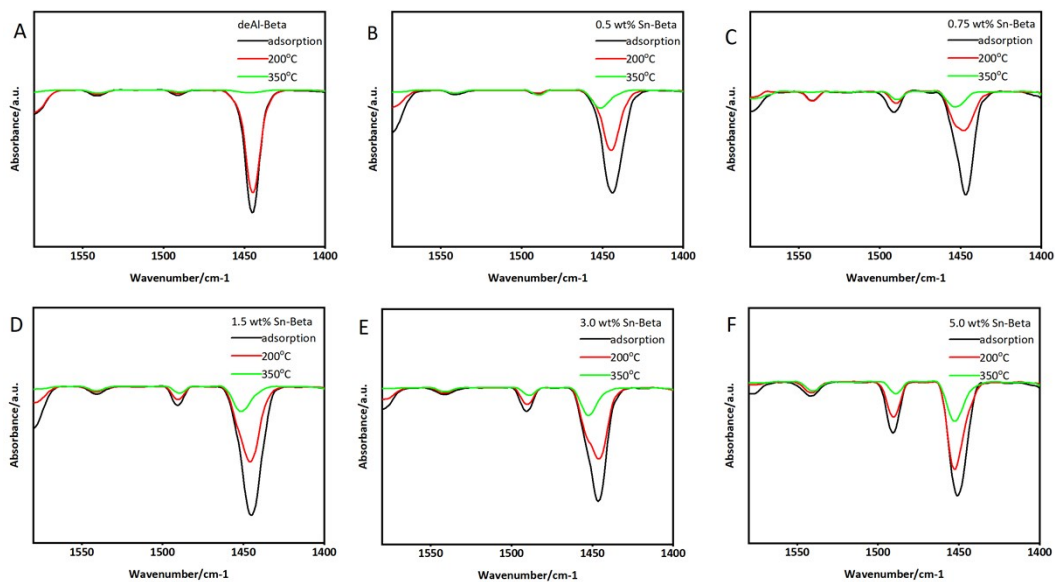 A
deAl-Beta
adsorption
200°C
350°C
Absorbance/a.u.
1550
1500
1450
1400
Wavenumber/cm-1
B
0.5 wt% Sn-Beta
adsorption
200°C
350°C
Absorbance/a.u.
1550
1500
1450
1400
Wavenumber/cm-1
C
0.75 wt% Sn-Beta
adsorption
200°C
350°C
Absorbance/a.u.
1550
1500
1450
1400
Wavenumber/cm-1
D
1.5 wt% Sn-Beta
adsorption
200°C
350°C
Absorbance/a.u.
1550
1500
1450
1400
Wavenumber/cm-1
E
3.0 wt% Sn-Beta
adsorption
200°C
350°C
Absorbance/a.u.
1550
1500
1450
1400
Wavenumber/cm-1
F
5.0 wt% Sn-Beta
adsorption
200°C
350°C
Absorbance/a.u.
1550
1500
1450
1400
Wavenumber/cm-1